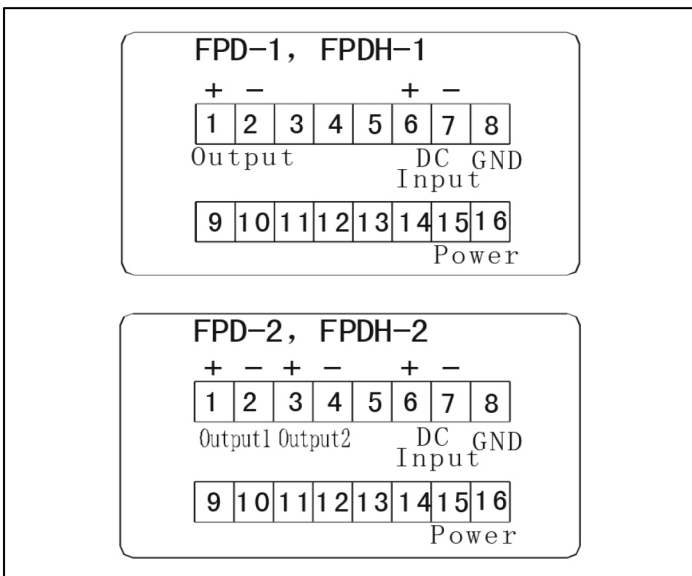 FPD-1, FPDH-1
+ − + −
1 2 3 4 5 6 7 8
Output DC GND
Input
9 10 11 12 13 14 15 16
Power
FPD-2, FPDH-2
+ − + − + −
1 2 3 4 5 6 7 8
Output1 Output2 DC GND
Input
9 10 11 12 13 14 15 16
Power